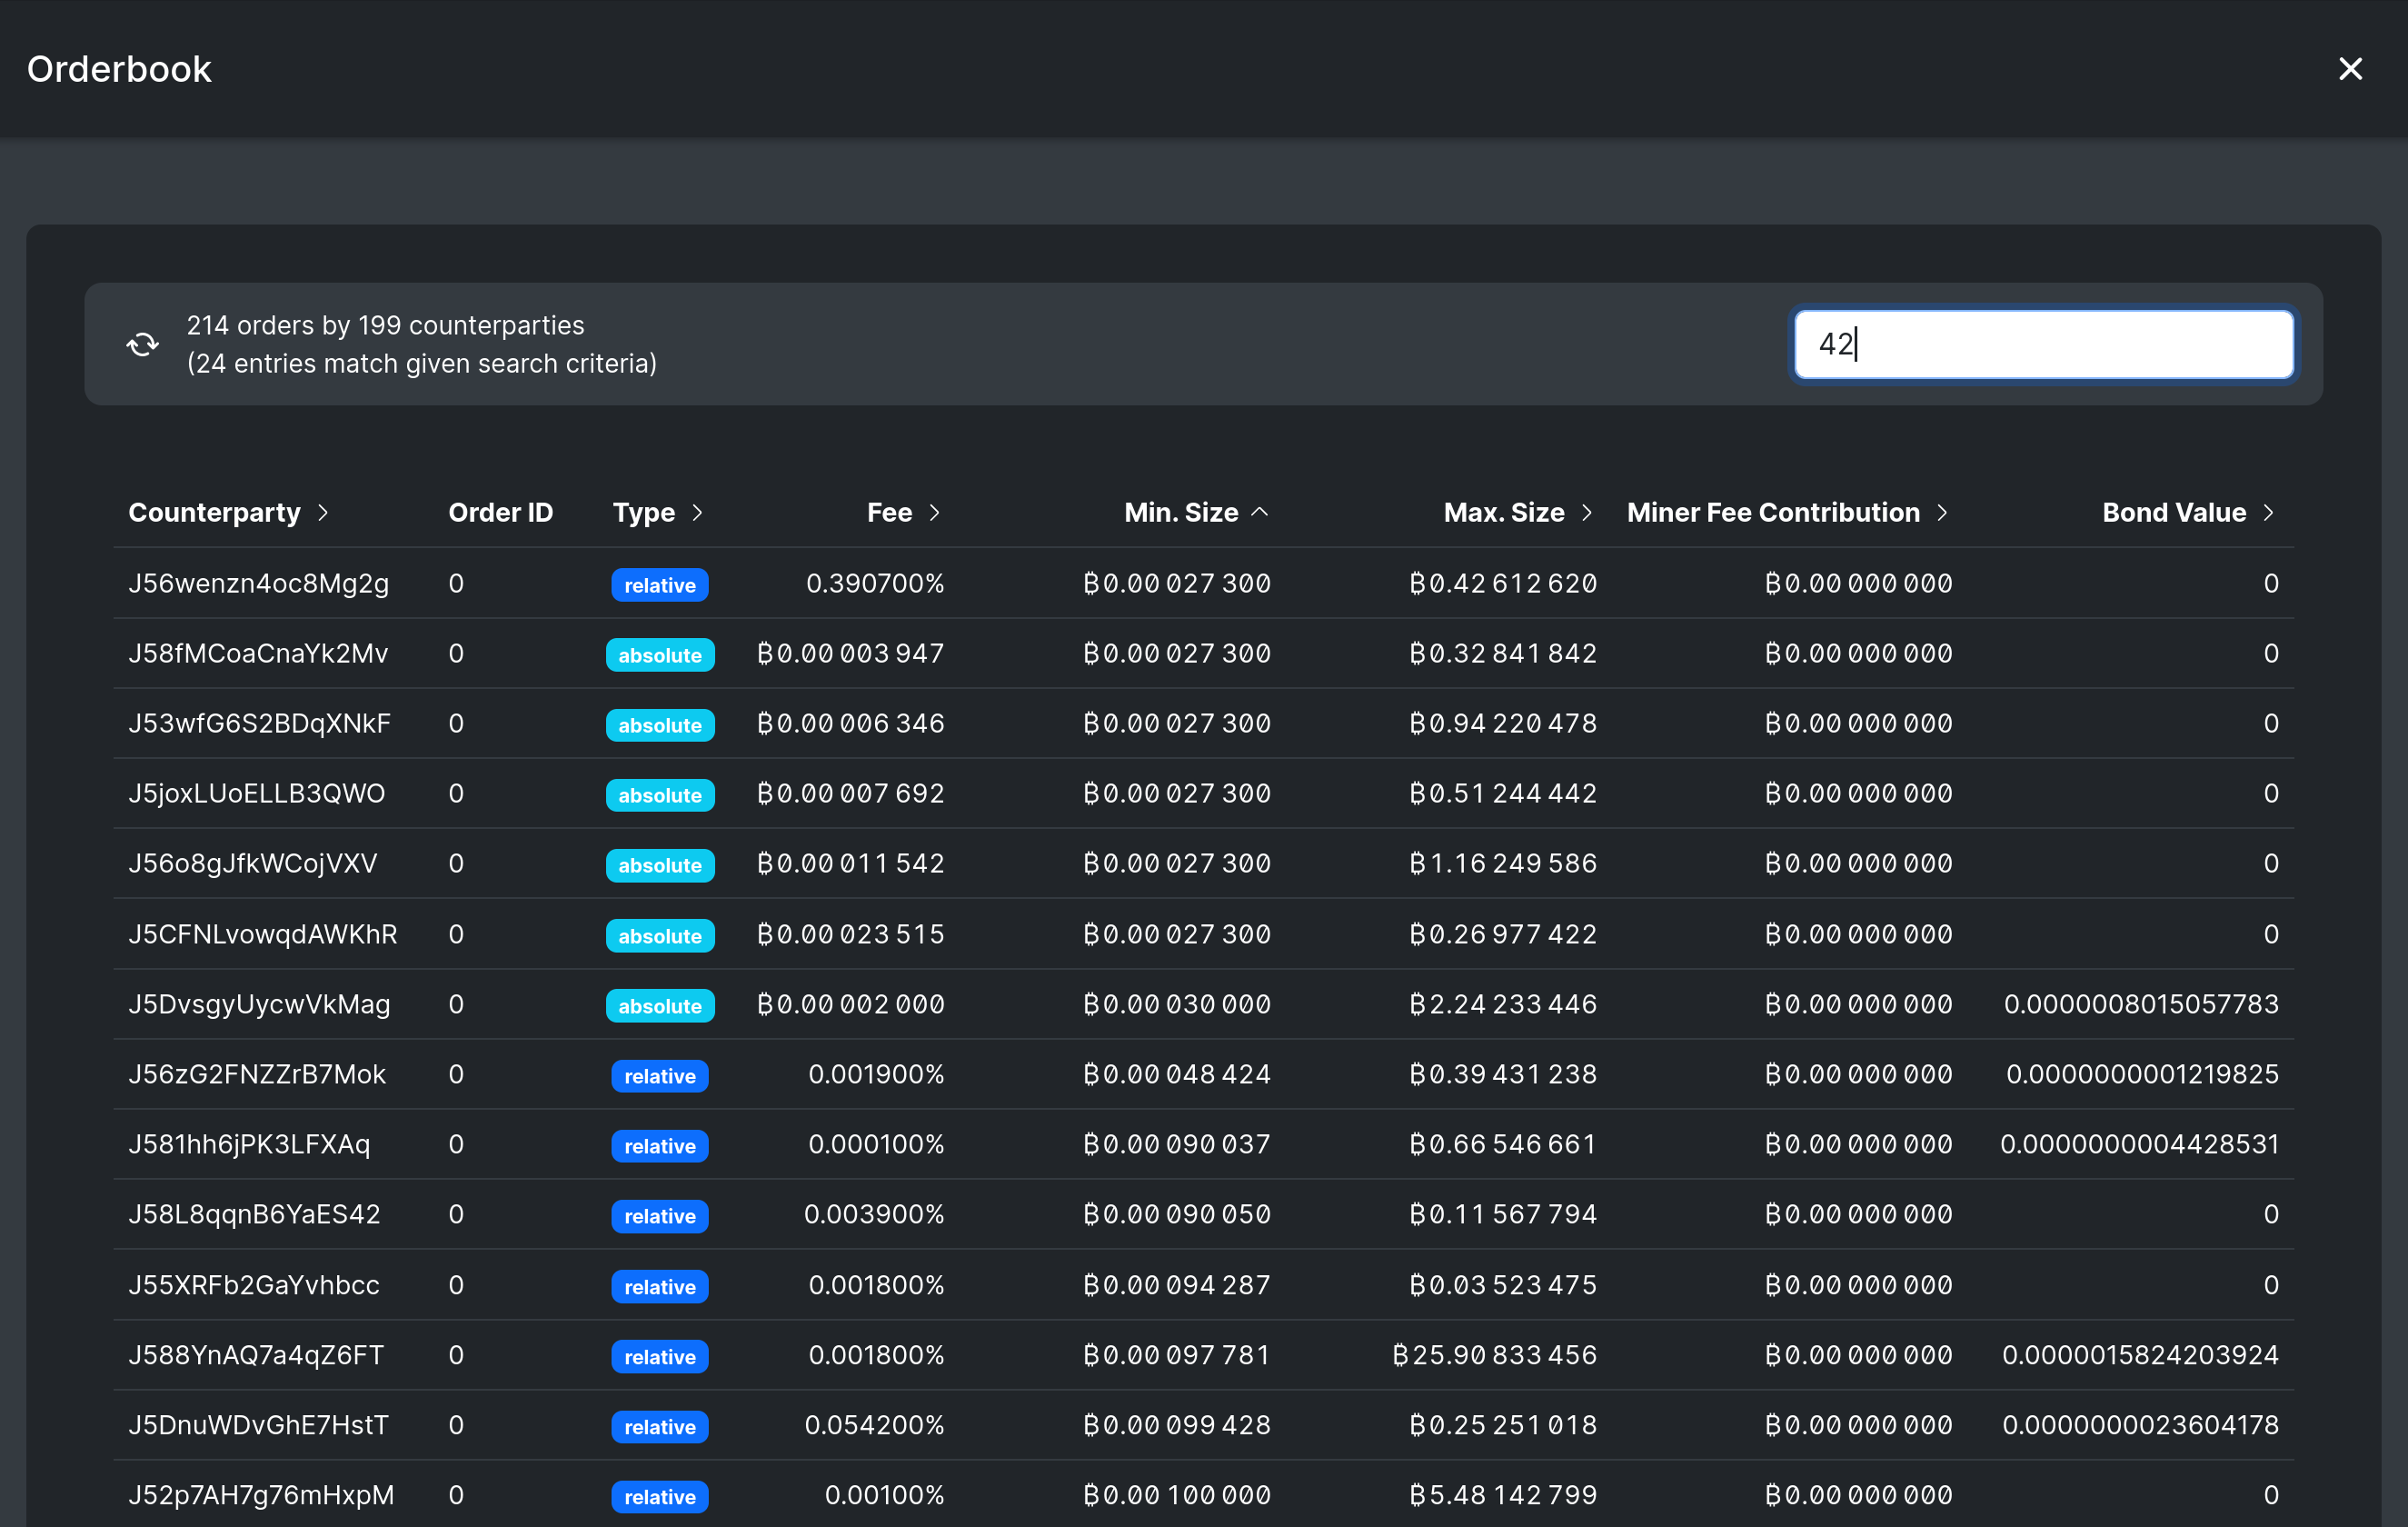 Orderbook
214 orders by 199 counterparties
(24 entries match given search criteria)
42
Counterparty Order ID Type Fee Min. Size Max. Size Miner Fee Contribution Bond Value
J56wenzn4oc8Mg2g 0 relative 0.390700% ₿0.00 027 300 ₿0.42 612 620 ₿0.00 000 000 0
J58fMCoaCnaYk2Mv 0 absolute ₿0.00 003 947 ₿0.00 027 300 ₿0.32 841 842 ₿0.00 000 000 0
J53wfG6S2BDqXNkF 0 absolute ₿0.00 006 346 ₿0.00 027 300 ₿0.94 220 478 ₿0.00 000 000 0
J5joxLUoELLB3QWO 0 absolute ₿0.00 007 692 ₿0.00 027 300 ₿0.51 244 442 ₿0.00 000 000 0
J56o8gJfkWCojVXV 0 absolute ₿0.00 011 542 ₿0.00 027 300 ₿1.16 249 586 ₿0.00 000 000 0
J5CFNLvowqdAWKhR 0 absolute ₿0.00 023 515 ₿0.00 027 300 ₿0.26 977 422 ₿0.00 000 000 0
J5DvsgyUycwVkMag 0 absolute ₿0.00 002 000 ₿0.00 030 000 ₿2.24 233 446 ₿0.00 000 000 0.0000008015057783
J56zG2FNZZrB7Mok 0 relative 0.001900% ₿0.00 048 424 ₿0.39 431 238 ₿0.00 000 000 0.0000000001219825
J581hh6jPK3LFXAq 0 relative 0.000100% ₿0.00 090 037 ₿0.66 546 661 ₿0.00 000 000 0.0000000004428531
J58L8qqnB6YaES42 0 relative 0.003900% ₿0.00 090 050 ₿0.11 567 794 ₿0.00 000 000 0
J55XRFb2GaYvhbcc 0 relative 0.001800% ₿0.00 094 287 ₿0.03 523 475 ₿0.00 000 000 0
J588YnAQ7a4qZ6FT 0 relative 0.001800% ₿0.00 097 781 ₿25.90 833 456 ₿0.00 000 000 0.0000015824203924
J5DnuWDvGhE7HstT 0 relative 0.054200% ₿0.00 099 428 ₿0.25 251 018 ₿0.00 000 000 0.0000000023604178
J52p7AH7g76mHxpM 0 relative 0.00100% ₿0.00 100 000 ₿5.48 142 799 ₿0.00 000 000 0